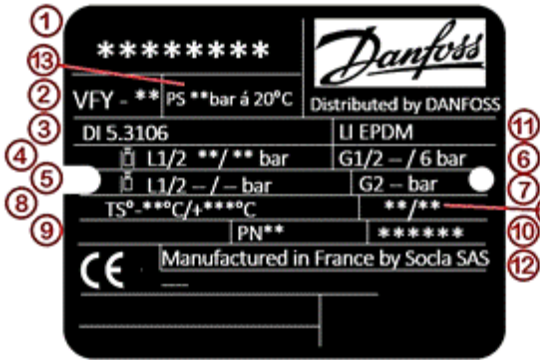 1
********
Danfoss
13
2
VFY - **
PS **bar á 20°C
Distributed by DANFOSS
3
DI 5.3106
LI EPDM
11
4
L1/2 **/** bar
G1/2 – / 6 bar
6
5
L1/2 – / – bar
G2 – bar
7
8
TS°-**°C/+***°C
**/**
9
PN**
******
10
CE
Manufactured in France by Socla SAS
12